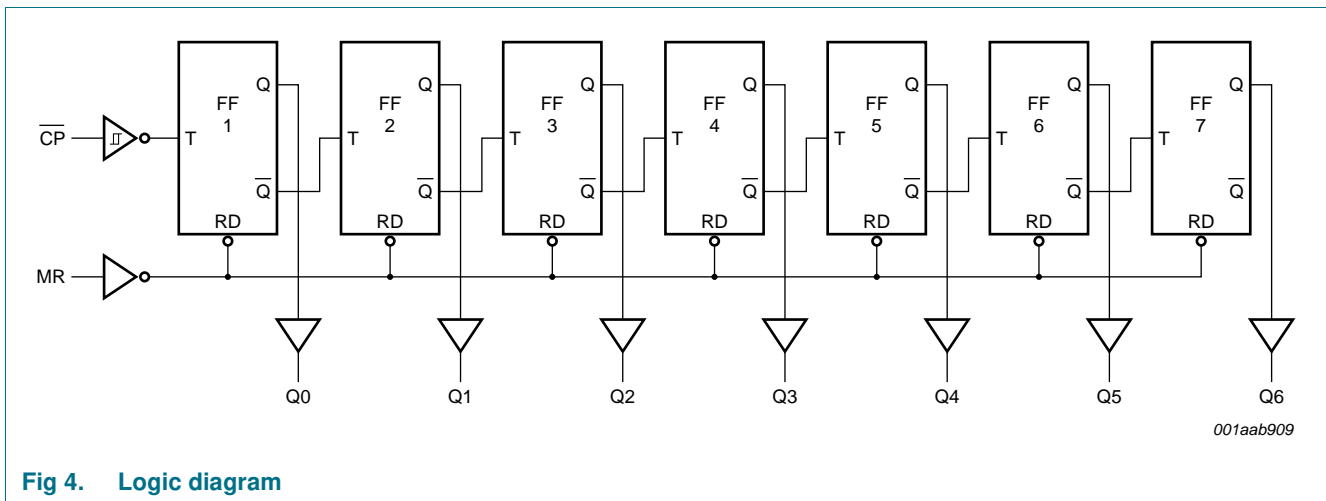 Q Q Q Q Q Q Q
FF FF FF FF FF FF FF
1 2 3 4 5 6 7
C̅P̅ T T T T T T T
Q̅ Q̅ Q̅ Q̅ Q̅ Q̅ Q̅
RD RD RD RD RD RD RD
MR
Q0 Q1 Q2 Q3 Q4 Q5 Q6
001aab909
Fig 4. Logic diagram